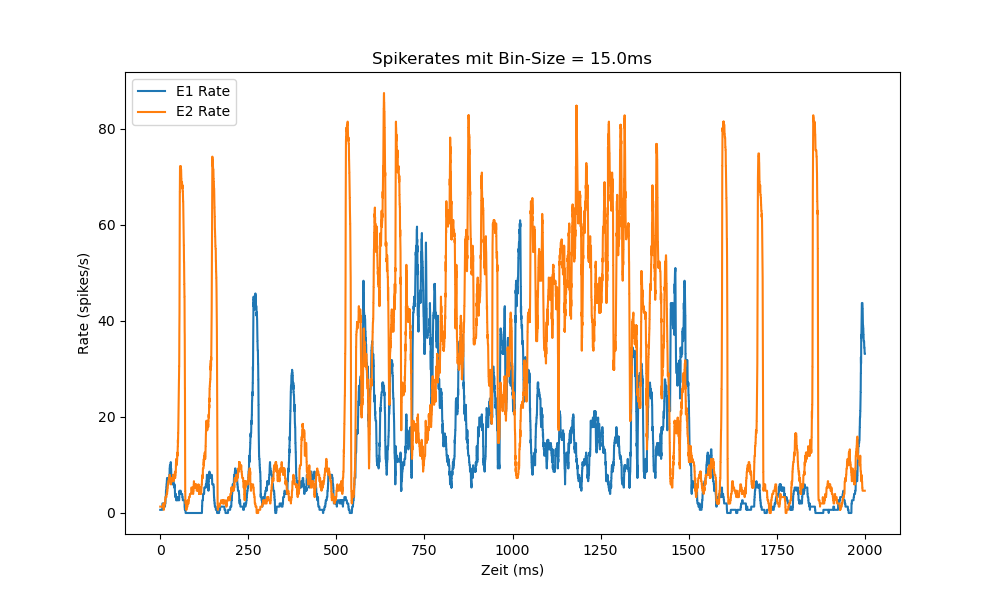 Spikerates mit Bin-Size = 15.0ms
E1 Rate
E2 Rate
Rate (spikes/s)
80
60
40
20
0
0 250 500 750 1000 1250 1500 1750 2000
Zeit (ms)